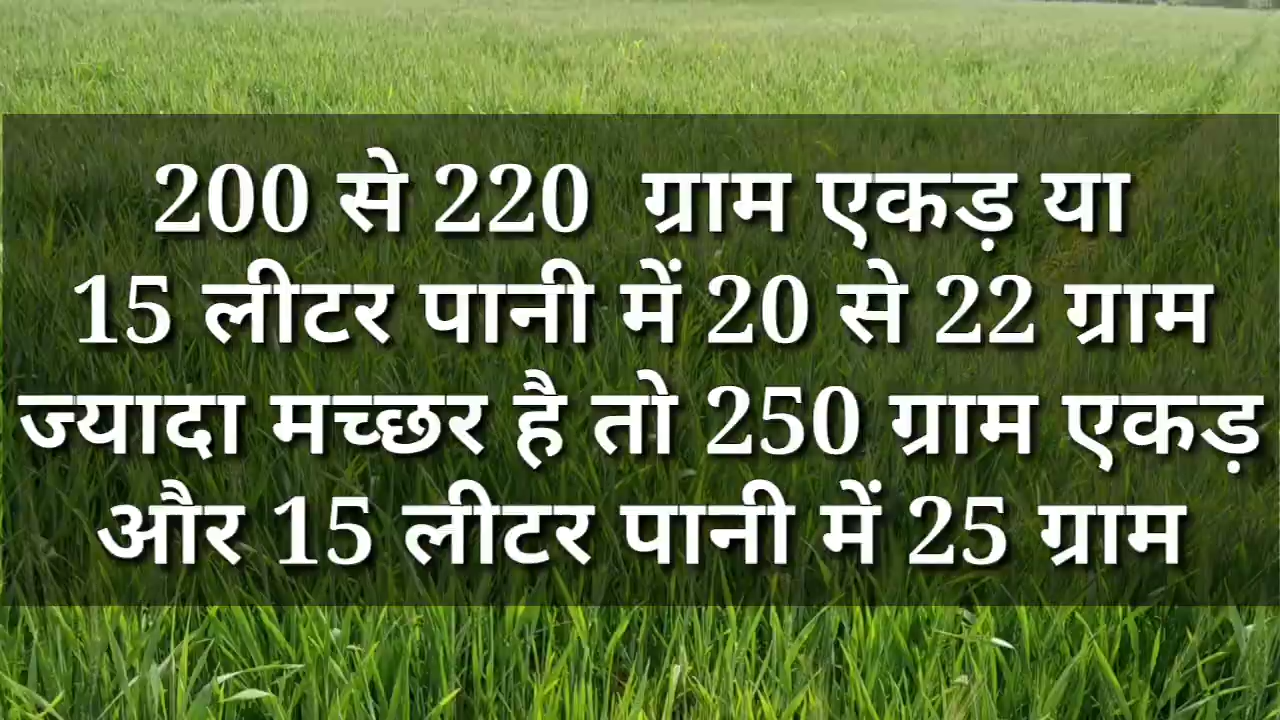 200 से 220 ग्राम एकड़ या
15 लीटर पानी में 20 से 22 ग्राम
ज्यादा मच्छर है तो 250 ग्राम एकड़
और 15 लीटर पानी में 25 ग्राम